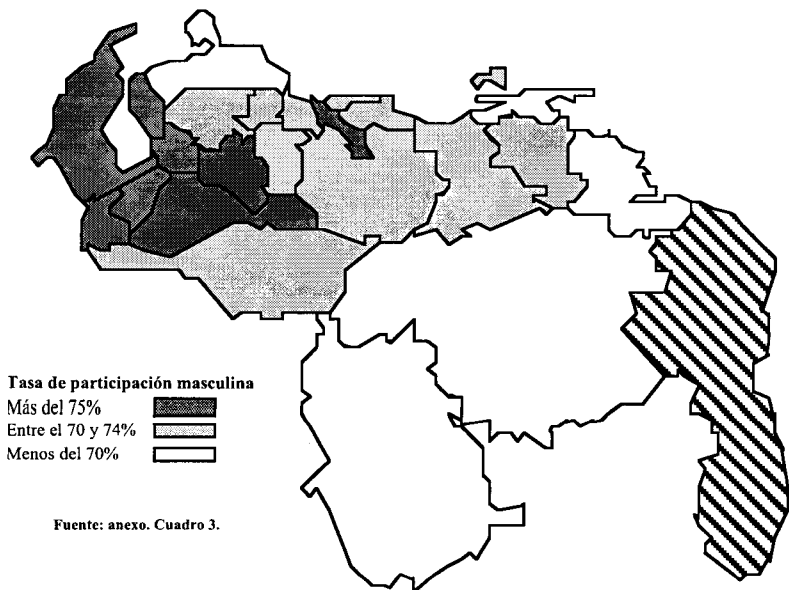 Tasa de participación masculina
Más del 75%
Entre el 70 y 74%
Menos del 70%
Fuente: anexo. Cuadro 3.